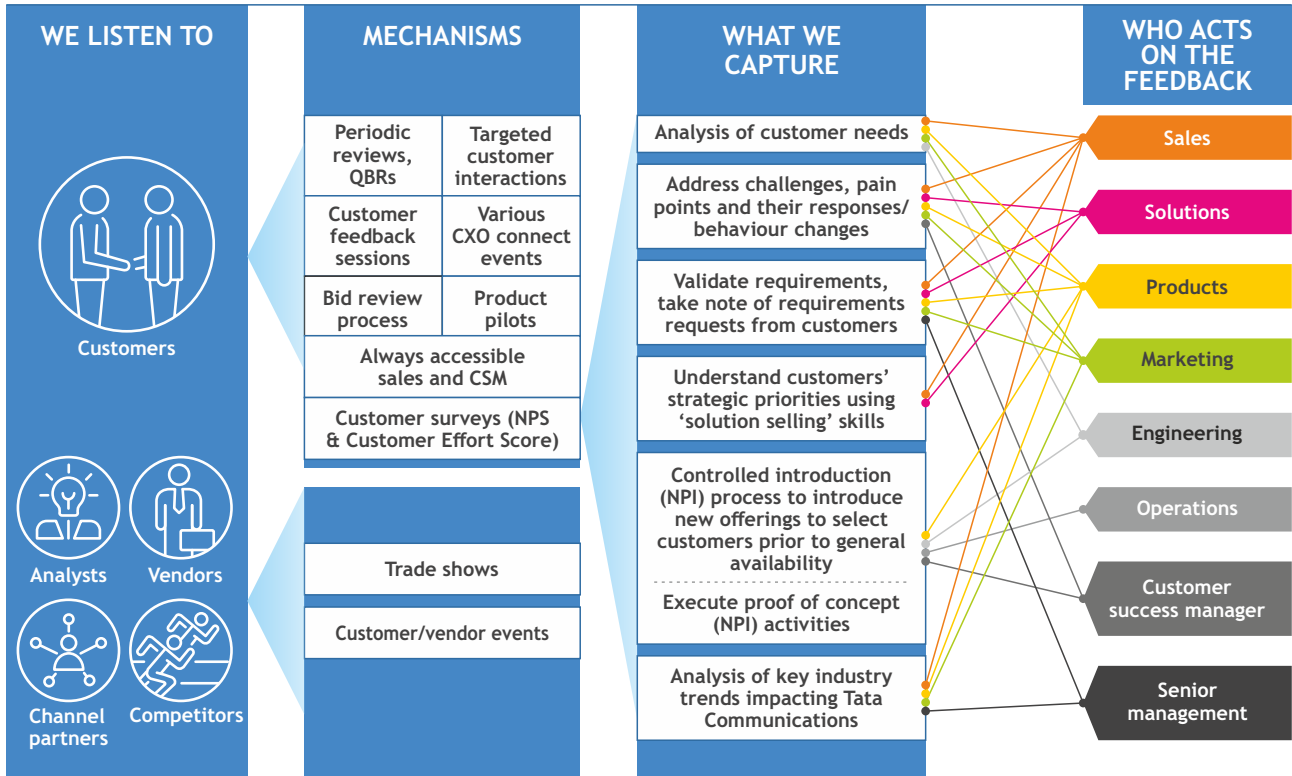 WE LISTEN TO
Customers
Analysts
Vendors
Channel
partners
Competitors
MECHANISMS
Periodic
reviews,
QBRs
Targeted
customer
interactions
Customer
feedback
sessions
Various
CXO connect
events
Bid review
process
Product
pilots
Always accessible
sales and CSM
Customer surveys (NPS
& Customer Effort Score)
Trade shows
Customer/vendor events
WHAT WE
CAPTURE
Analysis of customer needs
Address challenges, pain
points and their responses/
behaviour changes
Validate requirements,
take note of requirements
requests from customers
Understand customers’
strategic priorities using
‘solution selling’ skills
Controlled introduction
(NPI) process to introduce
new offerings to select
customers prior to general
availability
Execute proof of concept
(NPI) activities
Analysis of key industry
trends impacting Tata
Communications
WHO ACTS
ON THE
FEEDBACK
Sales
Solutions
Products
Marketing
Engineering
Operations
Customer
success manager
Senior
management